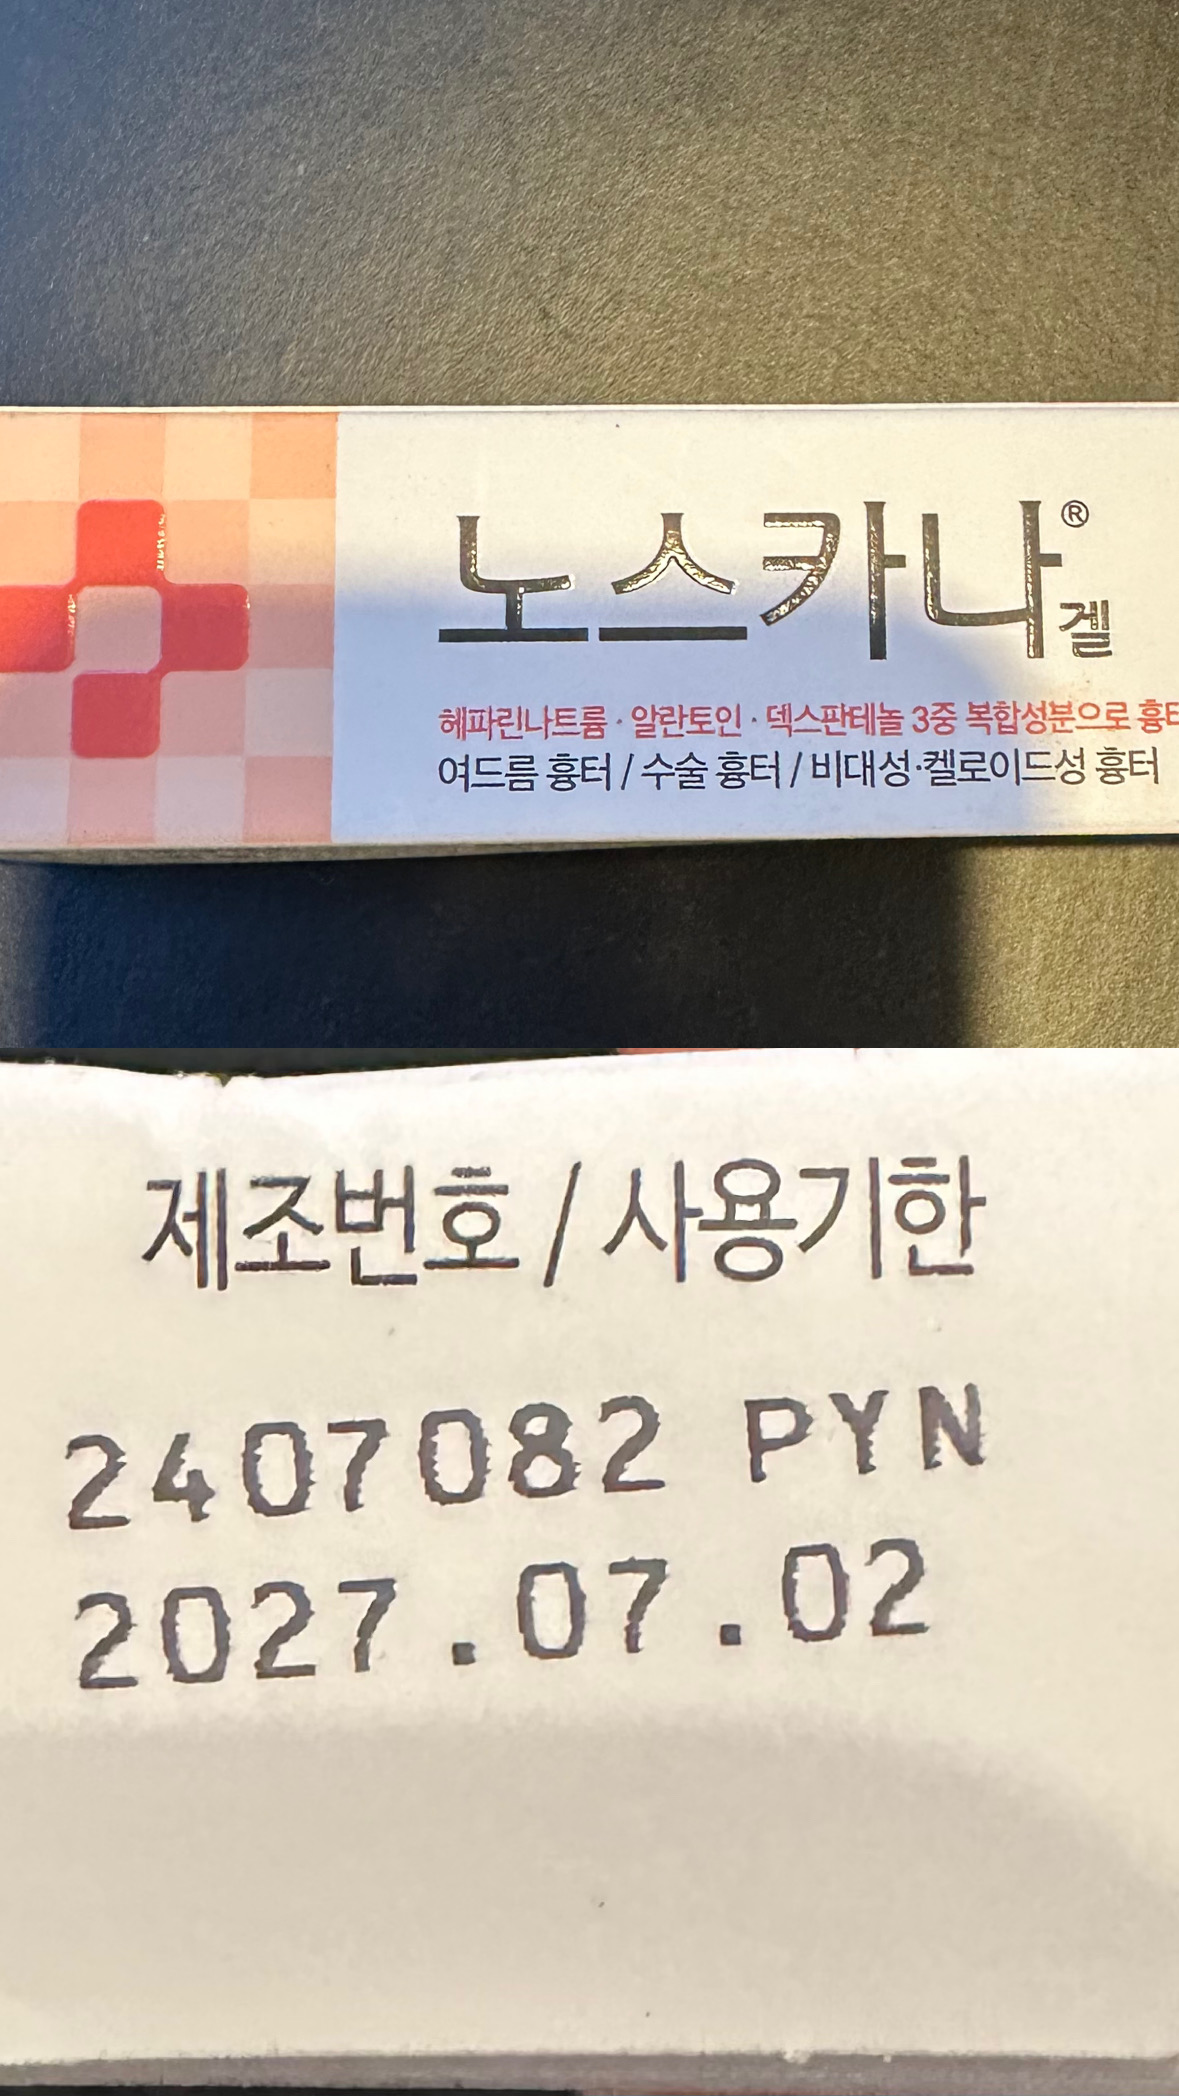 노스카나®겔
헤파린나트륨·알란토인·덱스판테놀 3중 복합성분으로
여드름 흉터 / 수술 흉터 / 비대성·켈로이드성 흉터
제조번호 / 사용기한
2407082 PYN
2027.07.02